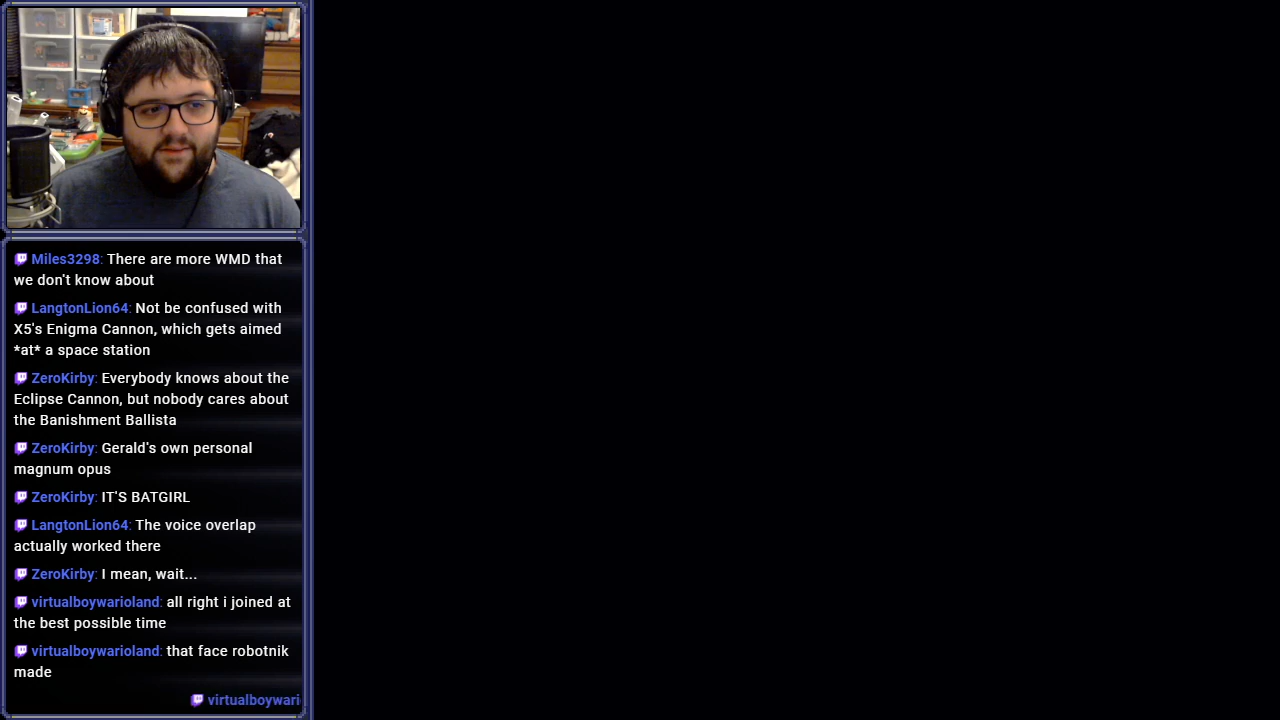 Miles3298: There are more WMD that
we don't know about
LangtonLion64: Not be confused with
X5's Enigma Cannon, which gets aimed
*at* a space station
ZeroKirby: Everybody knows about the
Eclipse Cannon, but nobody cares about
the Banishment Ballista
ZeroKirby: Gerald's own personal
magnum opus
ZeroKirby: IT'S BATGIRL
LangtonLion64: The voice overlap
actually worked there
ZeroKirby: I mean, wait...
virtualboywarioland: all right i joined at
the best possible time
virtualboywarioland: that face robotnik
made
virtualboywari